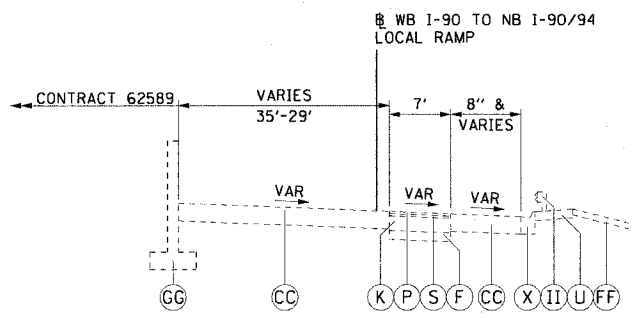 ℄ WB I-90 TO NB I-90/94
LOCAL RAMP
CONTRACT 62589
VARIES
35'-29'
7'
8'' &
VARIES
VAR
VAR
VAR
GG
CC
K
P
S
F
CC
X
II
U
FF